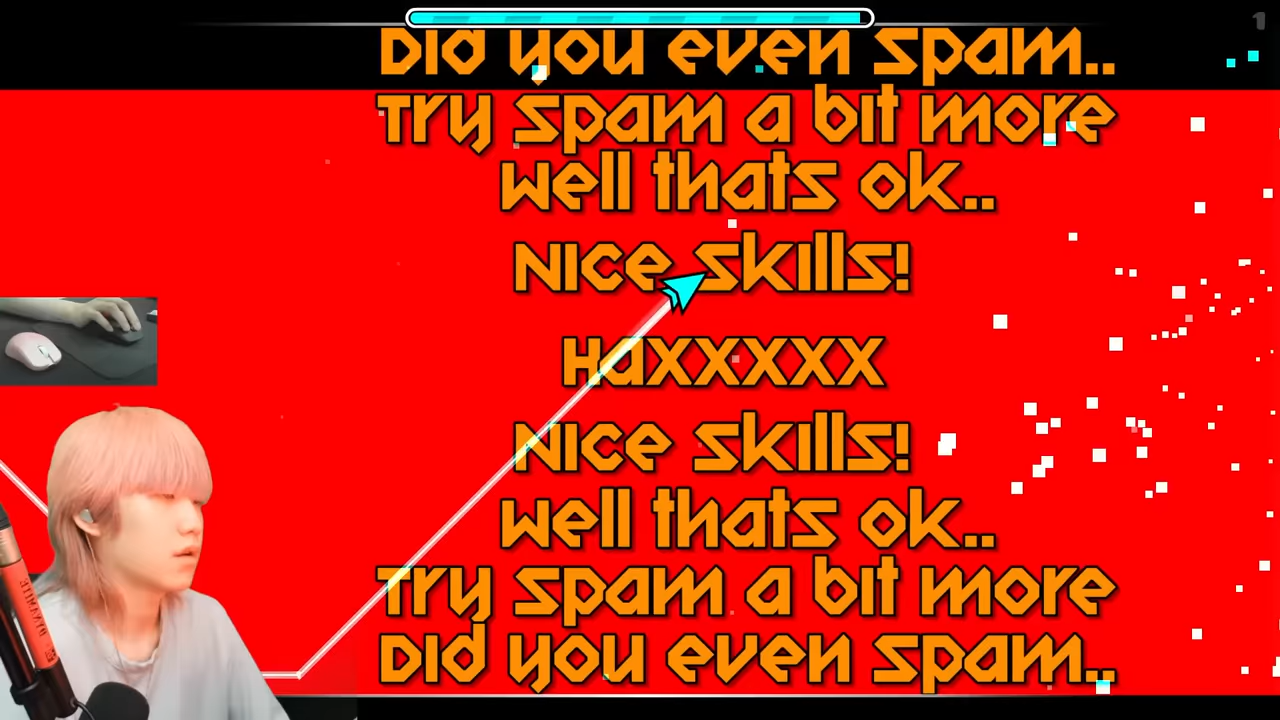 1
Did you even spam..
Try spam a bit more
well thats ok..
Nice skills!
Haxxxxx
Nice skills!
well thats ok..
Try spam a bit more
Did you even spam..